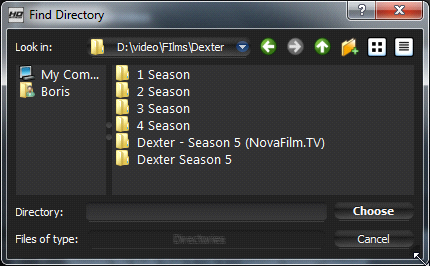 HD Find Directory
Look in: D:\video\FIlms\Dexter
My Com...
Boris
1 Season
2 Season
3 Season
4 Season
Dexter - Season 5 (NovaFilm.TV)
Dexter Season 5
Directory: Choose
Files of type: Directories Cancel